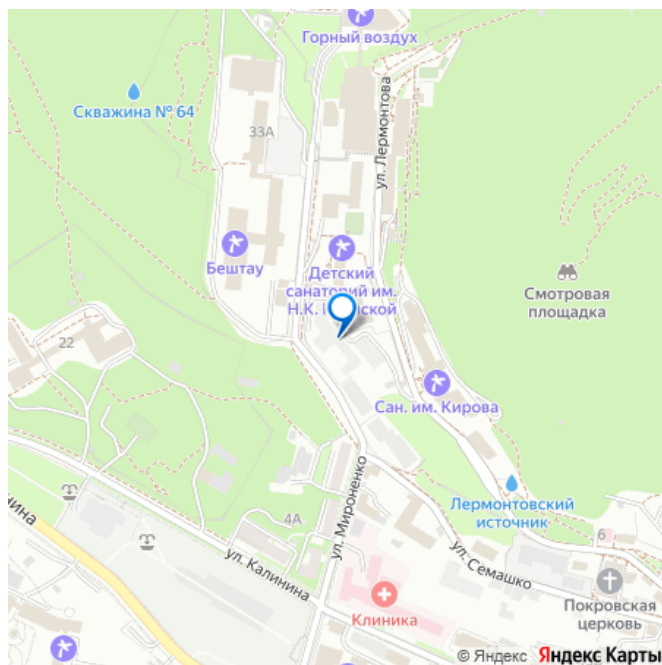 Горный воздух
Скважина № 64
ул. Лермонтова
33А
Бештау
Детский
санаторий им.
Н.К.
Смотровая
площадка
22
Сан. им. Кирова
Лермонтовский
источник
4А
ул. Мироненко
ул. Калинина
ул. Семашко
6
Клиника
Покровская
церковь
© Яндекс Яндекс Карты